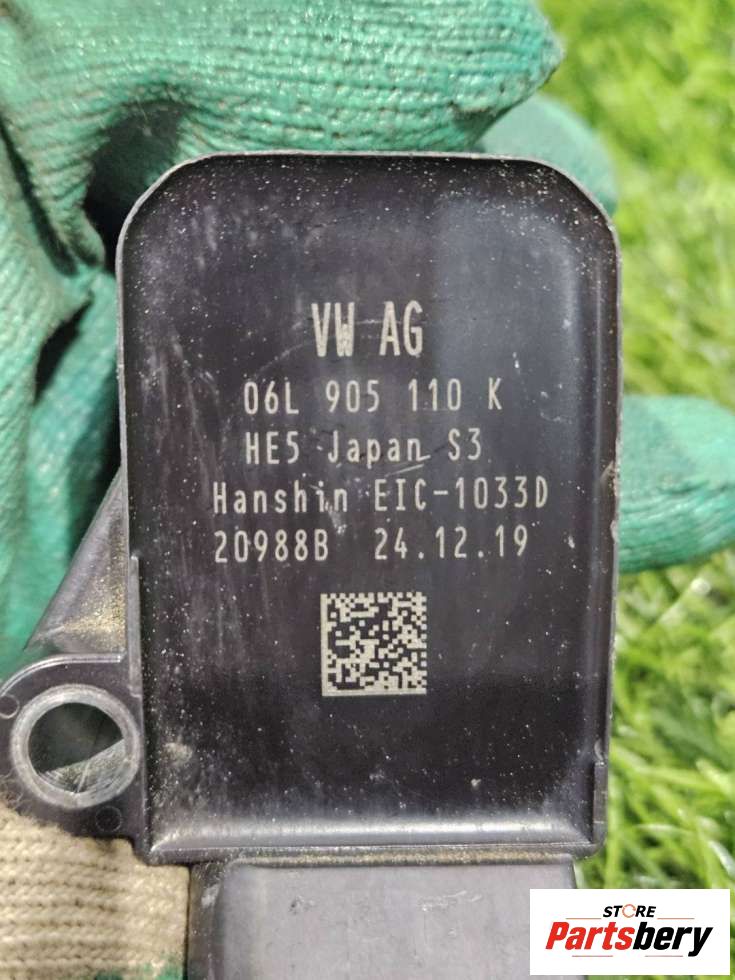 VW AG
06L 905 110 K
HE5 Japan S3
Hanshin EIC-1033D
20988B 24.12.19
STORE
Partsbery